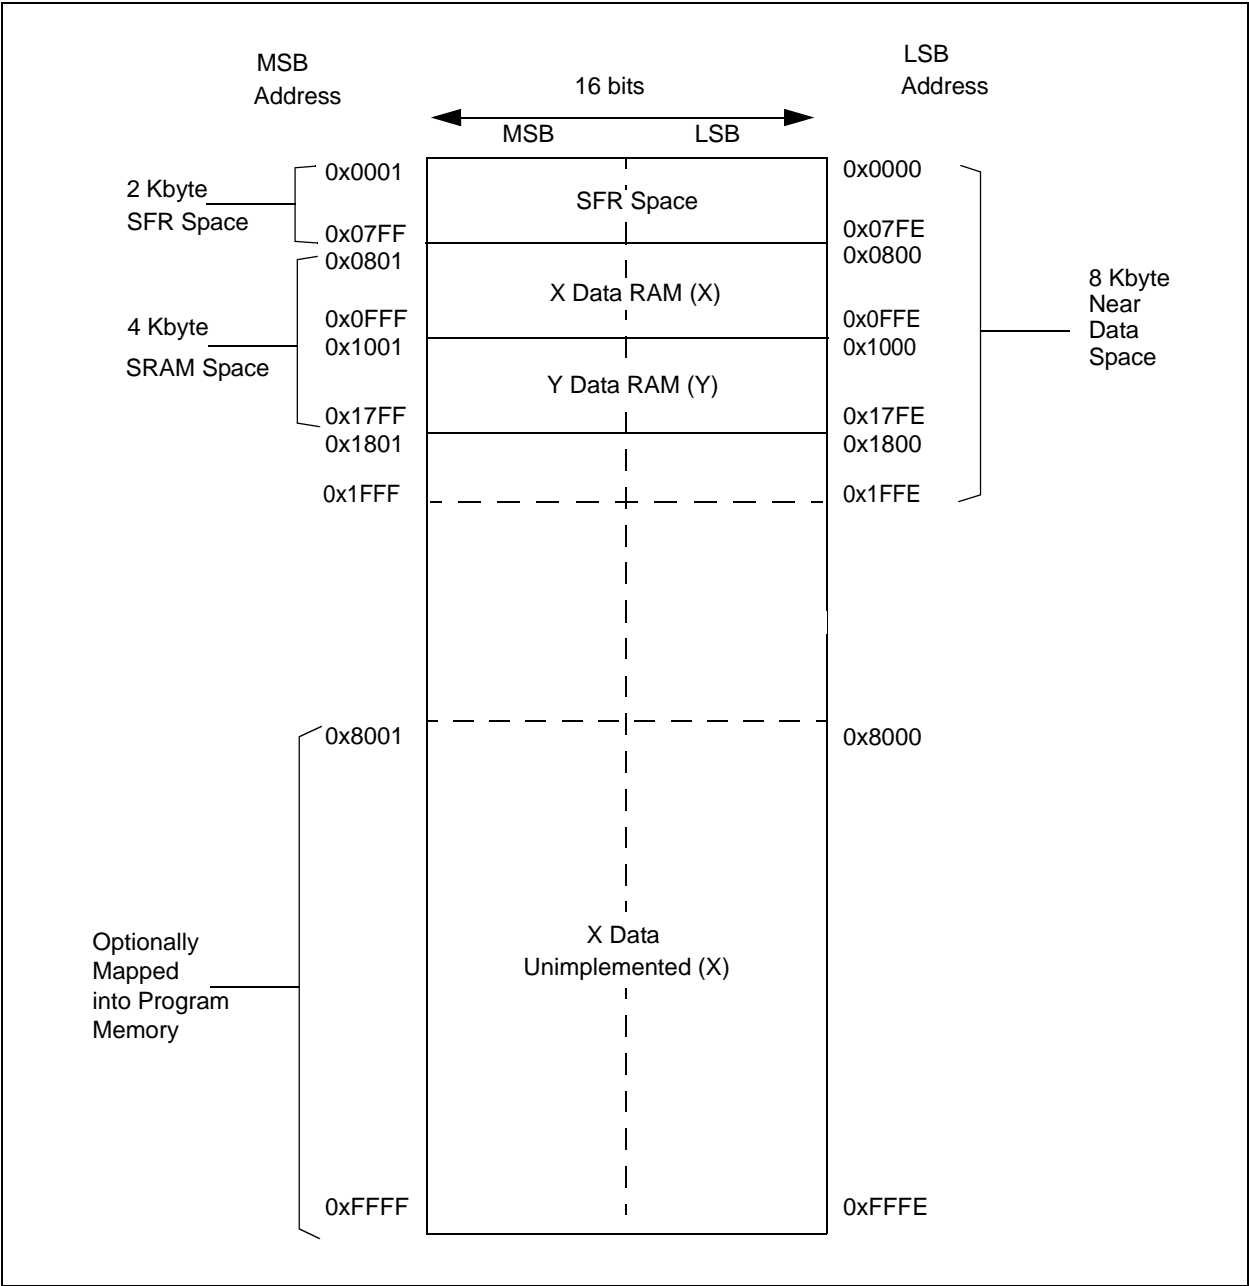 MSB
Address
16 bits
LSB
Address
MSB
LSB
2 Kbyte
SFR Space
0x0001
0x07FF
SFR Space
0x0000
0x07FE
4 Kbyte
SRAM Space
0x0801
0x0FFF
0x1001
0x17FF
0x1801
0x1FFF
X Data RAM (X)
Y Data RAM (Y)
0x0800
0x0FFE
0x1000
0x17FE
0x1800
0x1FFE
8 Kbyte
Near
Data
Space
0x8001
0x8000
Optionally
Mapped
into Program
Memory
X Data
Unimplemented (X)
0xFFFF
0xFFFE